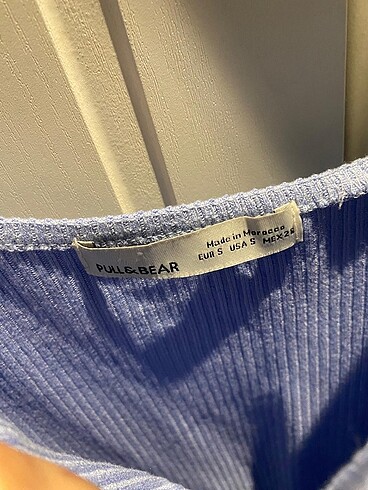 PULL&BEAR
Made in Morocco
EUR S USA S MEX 26